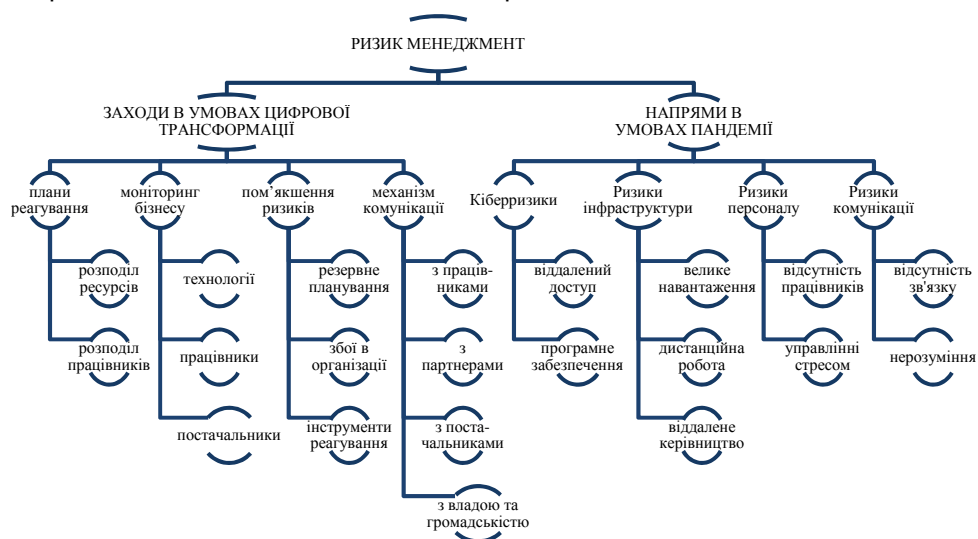 РИЗИК МЕНЕДЖМЕНТ
ЗАХОДИ В УМОВАХ ЦИФРОВОЇ
ТРАНСФОРМАЦІЇ
НАПРЯМИ В
УМОВАХ ПАНДЕМІЇ
плани
реагування
моніторинг
бізнесу
пом’якшення
ризиків
механізм
комунікації
Кіберризики
Ризики
інфраструктури
Ризики
персоналу
Ризики
комунікації
розподіл
ресурсів
технології
резервне
планування
з праців-
никами
віддалений
доступ
велике
навантаження
відсутність
працівників
відсутність
зв'язку
розподіл
працівників
працівники
збої в
організації
з
партнерами
програмне
забезпечення
дистанційна
робота
управлінні
стресом
нерозуміння
постачальники
інструменти
реагування
з поста-
чальниками
віддалене
керівництво
з владою та
громадськістю